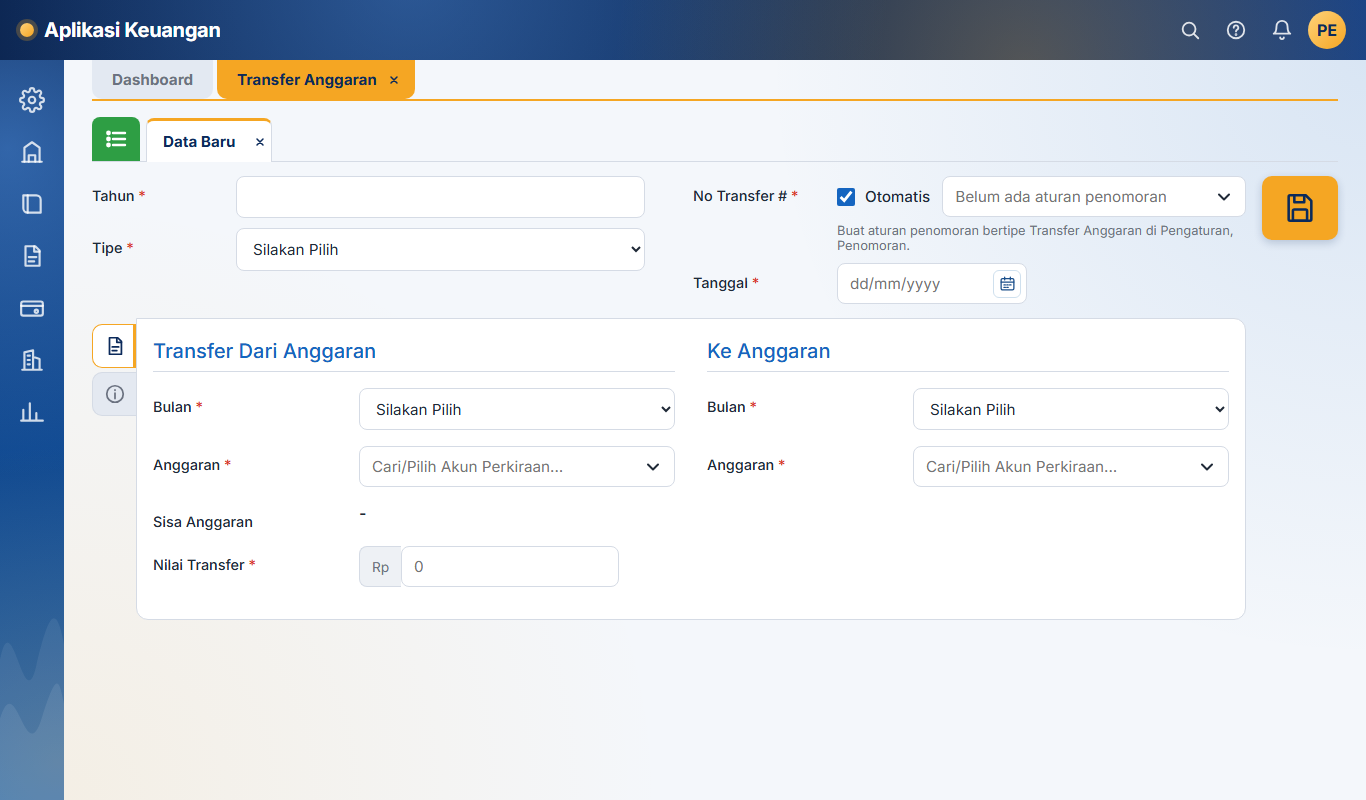 Aplikasi Keuangan
PE
Dashboard
Transfer Anggaran ×
Data Baru ×
Tahun *
Tipe *
Silakan Pilih
No Transfer # *
Otomatis
Belum ada aturan penomoran
Buat aturan penomoran bertipe Transfer Anggaran di Pengaturan,
Penomoran.
Tanggal *
dd/mm/yyyy
Transfer Dari Anggaran
Bulan *
Silakan Pilih
Anggaran *
Cari/Pilih Akun Perkiraan...
Sisa Anggaran
-
Nilai Transfer *
Rp
0
Ke Anggaran
Bulan *
Silakan Pilih
Anggaran *
Cari/Pilih Akun Perkiraan...